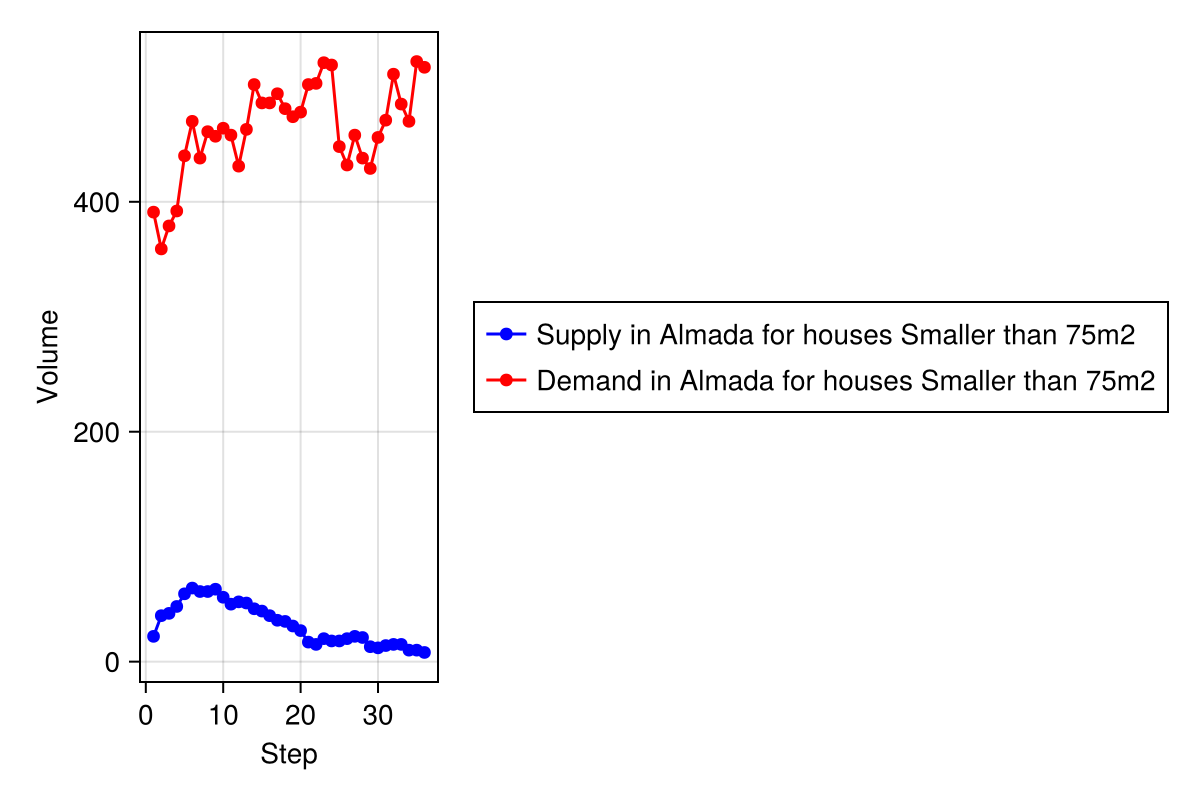 Volume
400
200
0
0 10 20 30
Step
Supply in Almada for houses Smaller than 75m2
Demand in Almada for houses Smaller than 75m2